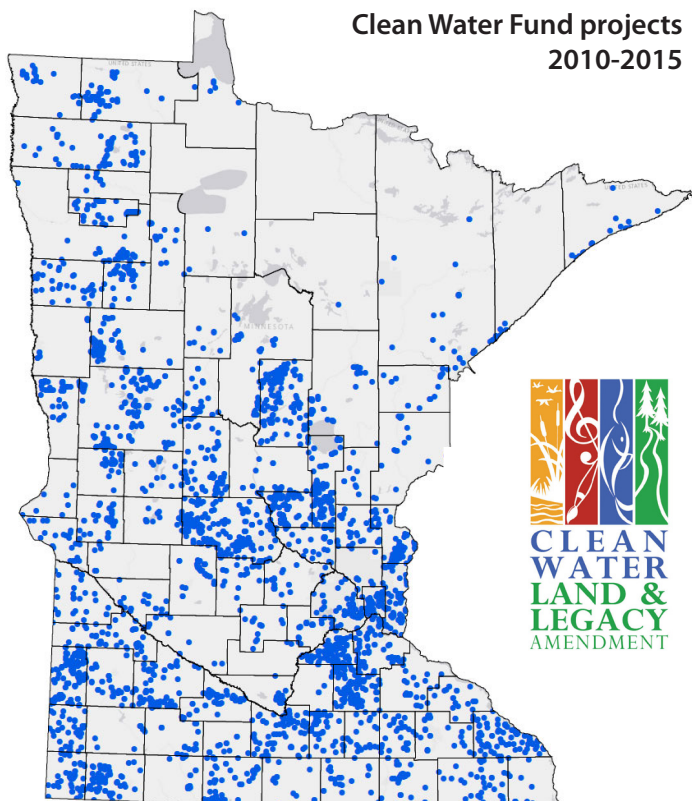 Clean Water Fund projects
2010-2015
UNITED STATES
UNITED STATES
MINNESOTA
CLEAN
WATER
LAND &
LEGACY
AMENDMENT